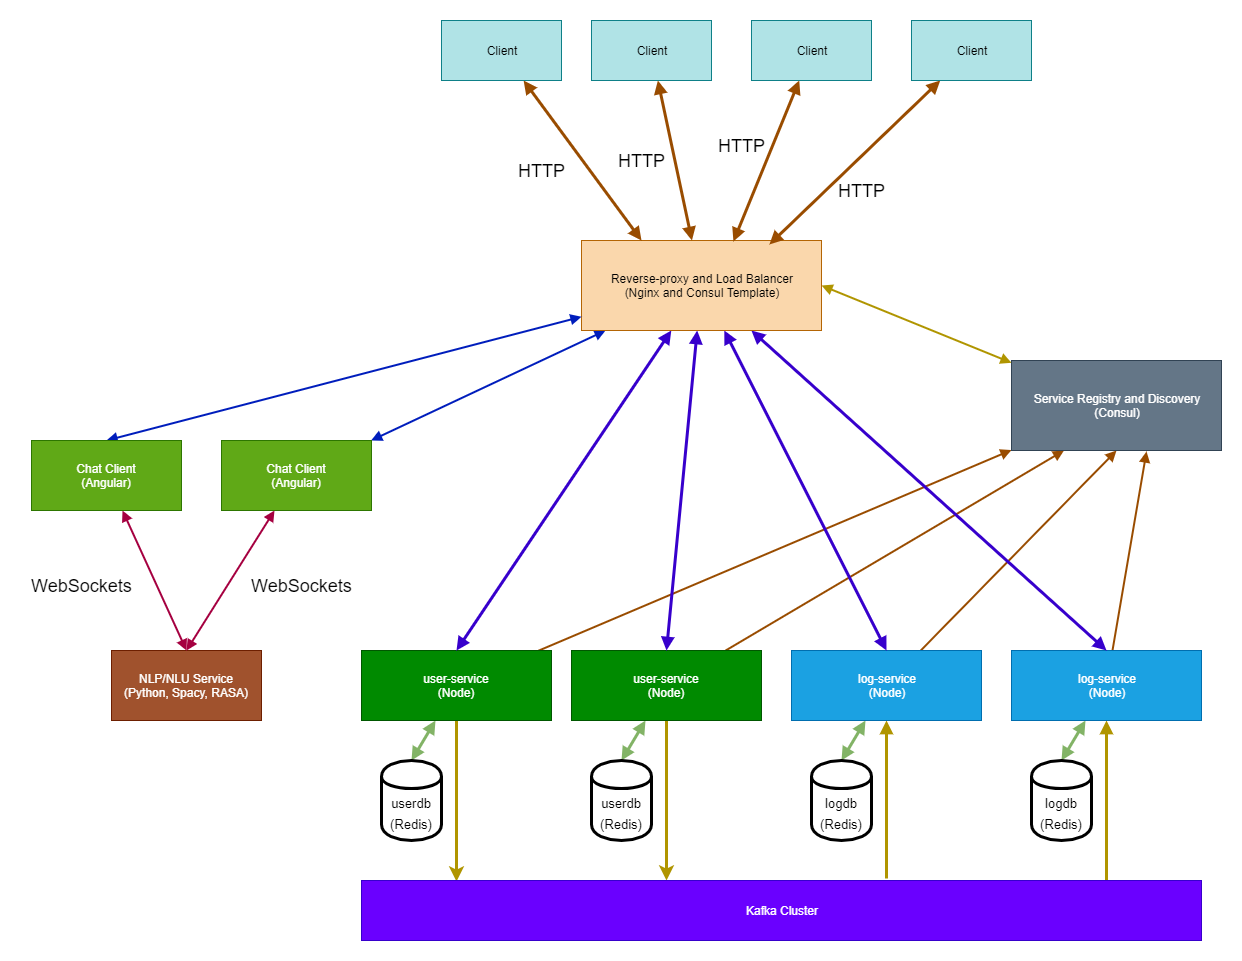 Client
Client
Client
Client
HTTP
HTTP
HTTP
HTTP
Reverse-proxy and Load Balancer
(Nginx and Consul Template)
Service Registry and Discovery
(Consul)
Chat Client
(Angular)
Chat Client
(Angular)
WebSockets
WebSockets
NLP/NLU Service
(Python, Spacy, RASA)
user-service
(Node)
user-service
(Node)
log-service
(Node)
log-service
(Node)
userdb
(Redis)
userdb
(Redis)
logdb
(Redis)
logdb
(Redis)
Kafka Cluster